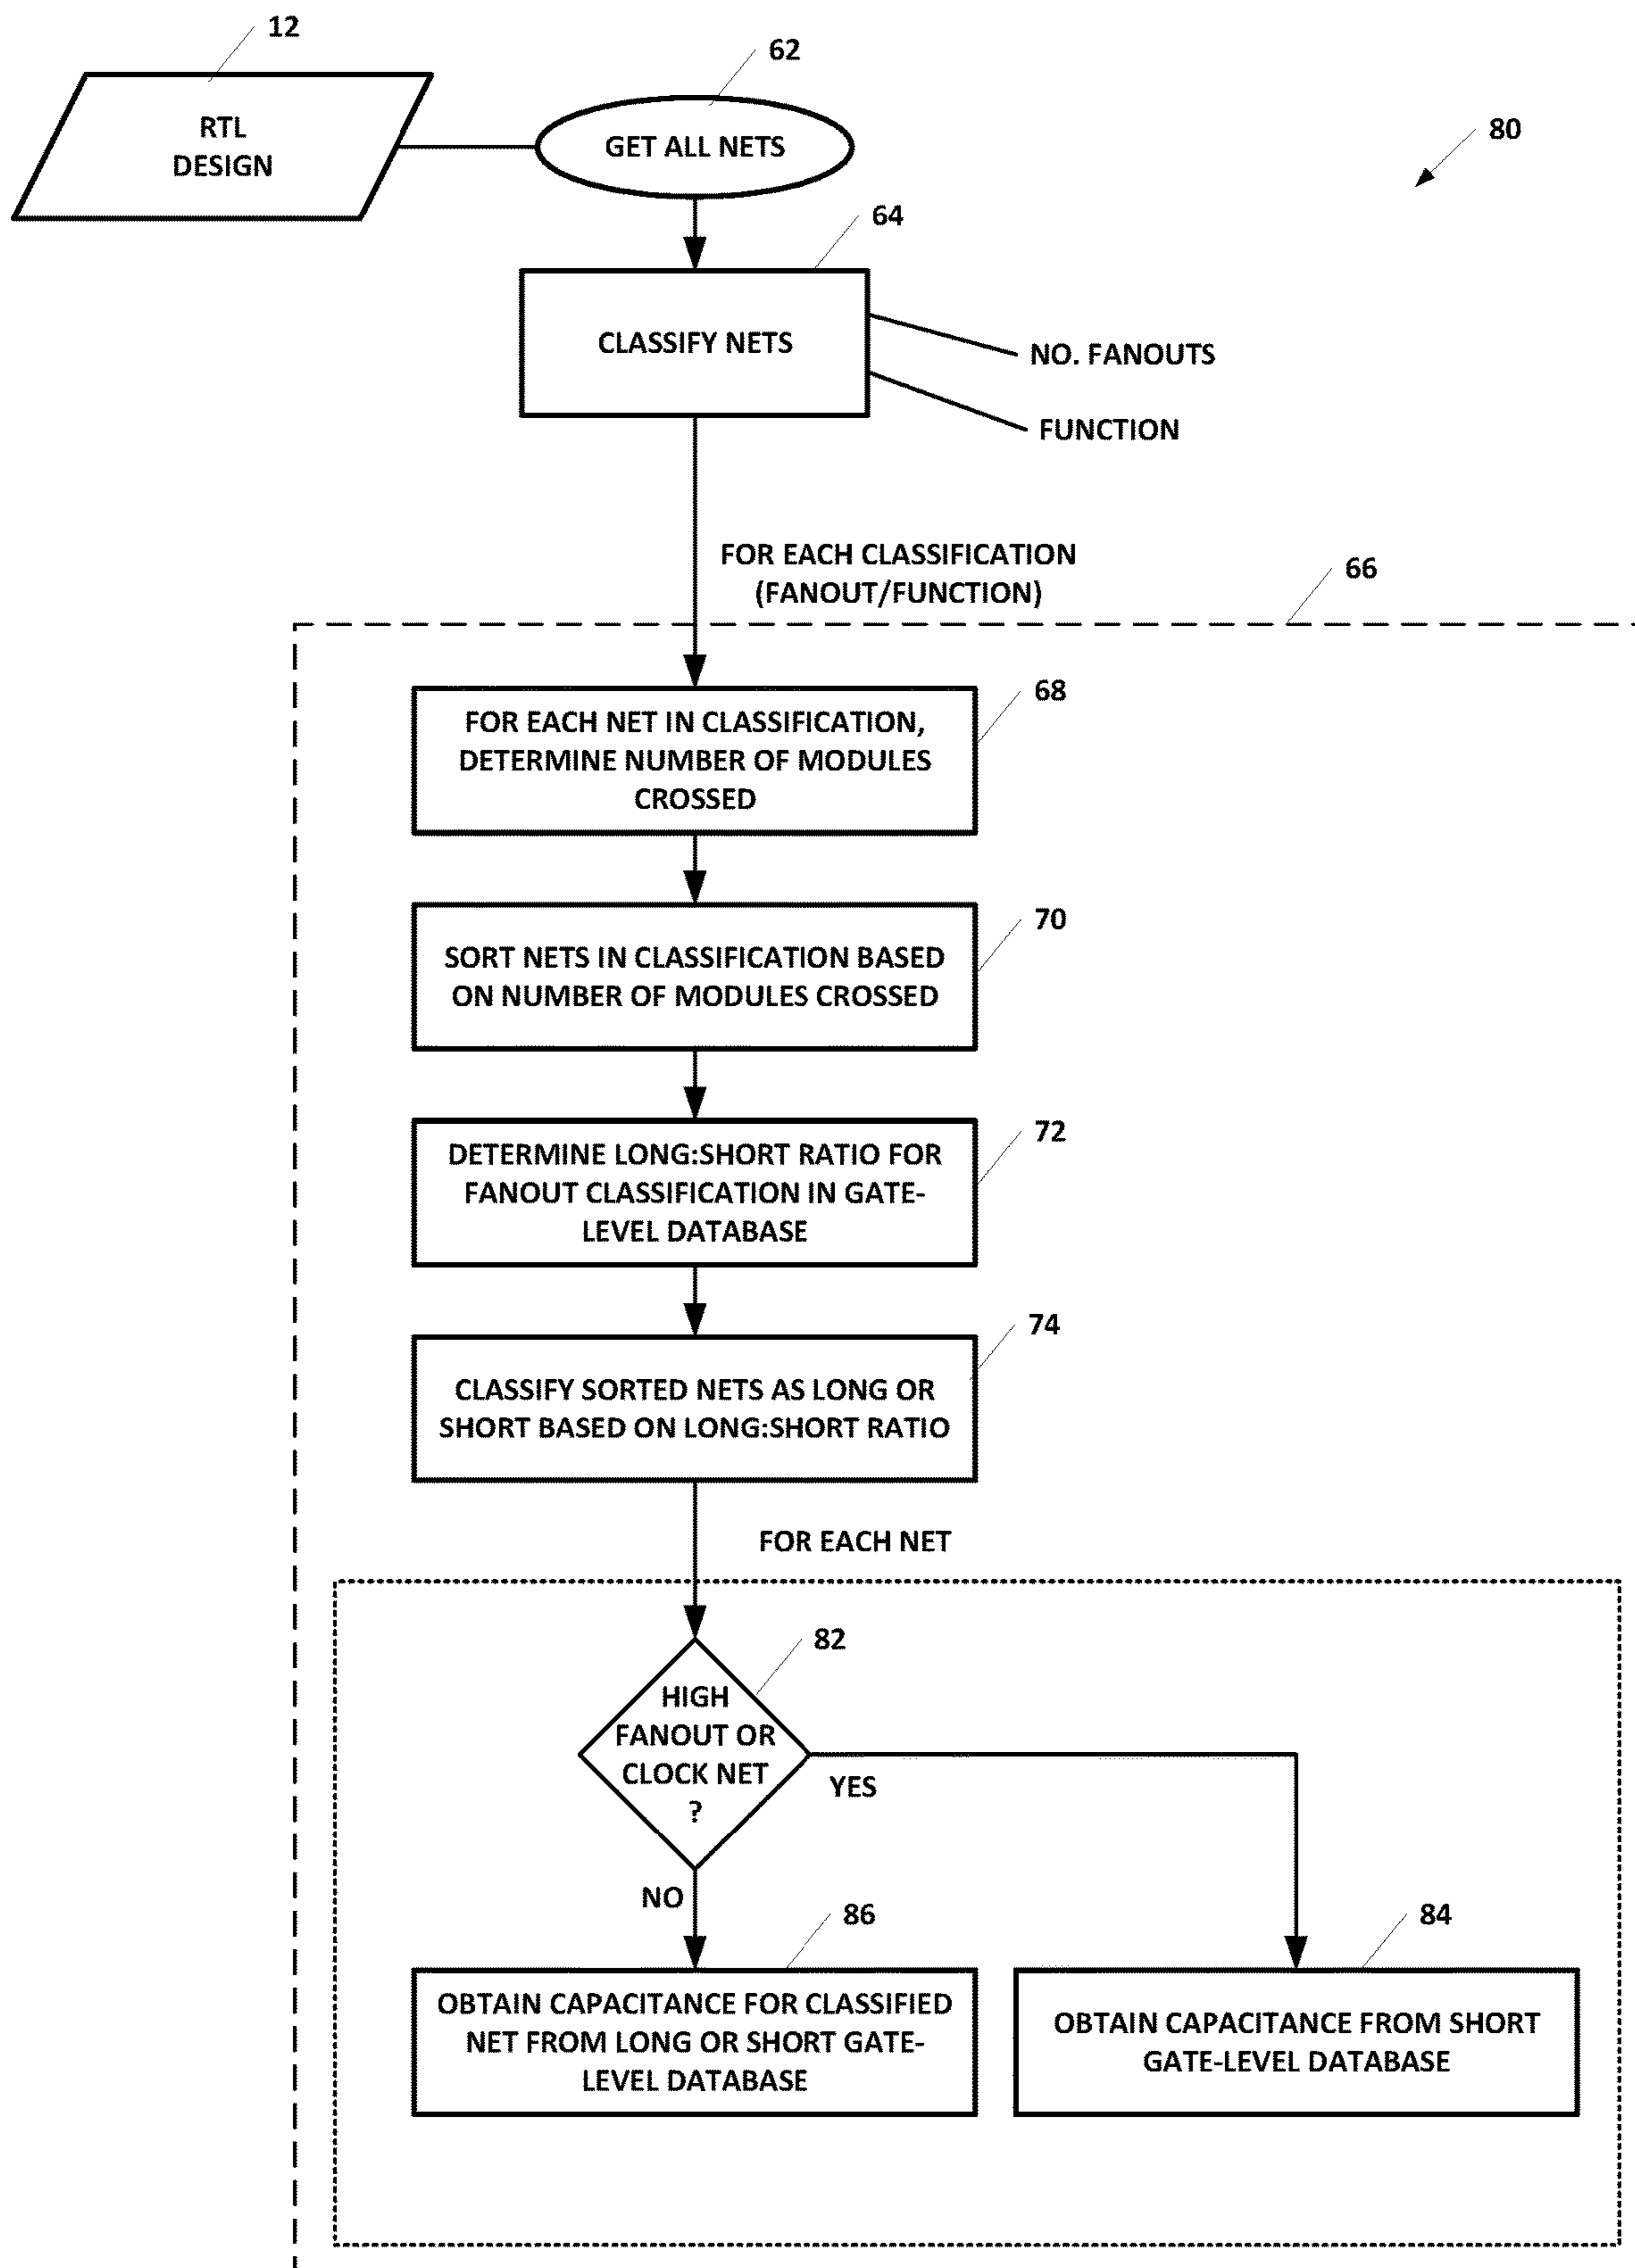 12
RTL
DESIGN
62
GET ALL NETS
80
64
CLASSIFY NETS
NO. FANOUTS
FUNCTION
FOR EACH CLASSIFICATION
(FANOUT/FUNCTION)
66
68
FOR EACH NET IN CLASSIFICATION,
DETERMINE NUMBER OF MODULES
CROSSED
70
SORT NETS IN CLASSIFICATION BASED
ON NUMBER OF MODULES CROSSED
72
DETERMINE LONG:SHORT RATIO FOR
FANOUT CLASSIFICATION IN GATE-
LEVEL DATABASE
74
CLASSIFY SORTED NETS AS LONG OR
SHORT BASED ON LONG:SHORT RATIO
FOR EACH NET
82
HIGH
FANOUT OR
CLOCK NET
?
YES
NO
86
OBTAIN CAPACITANCE FOR CLASSIFIED
NET FROM LONG OR SHORT GATE-
LEVEL DATABASE
84
OBTAIN CAPACITANCE FROM SHORT
GATE-LEVEL DATABASE